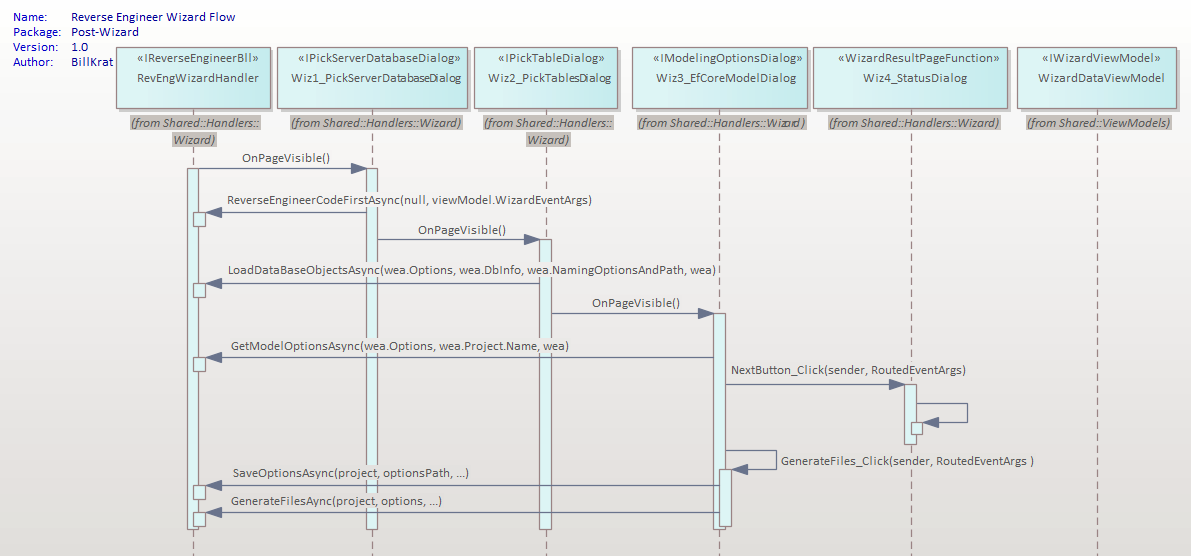 Name: Reverse Engineer Wizard Flow
Package: Post-Wizard
Version: 1.0
Author: BillKrat
«IReverseEngineerBll»
RevEngWizardHandler
(from Shared::Handlers::
Wizard)
«IPickServerDatabaseDialog»
Wiz1_PickServerDatabaseDialog
(from Shared::Handlers::Wizard)
«IPickTableDialog»
Wiz2_PickTablesDialog
(from Shared::Handlers::
Wizard)
«IModelingOptionsDialog»
Wiz3_EfCoreModelDialog
(from Shared::Handlers::Wizard)
«WizardResultPageFunction»
Wiz4_StatusDialog
(from Shared::Handlers::Wizard)
«IWizardViewModel»
WizardDataViewModel
(from Shared::ViewModels)
OnPageVisible()
ReverseEngineerCodeFirstAsync(null, viewModel.WizardEventArgs)
OnPageVisible()
LoadDataBaseObjectsAsync(wea.Options, wea.DbInfo, wea.NamingOptionsAndPath, wea)
OnPageVisible()
GetModelOptionsAsync(wea.Options, wea.Project.Name, wea)
NextButton_Click(sender, RoutedEventArgs)
GenerateFiles_Click(sender, RoutedEventArgs )
SaveOptionsAsync(project, optionsPath, ...)
GenerateFilesAync(project, options, ...)